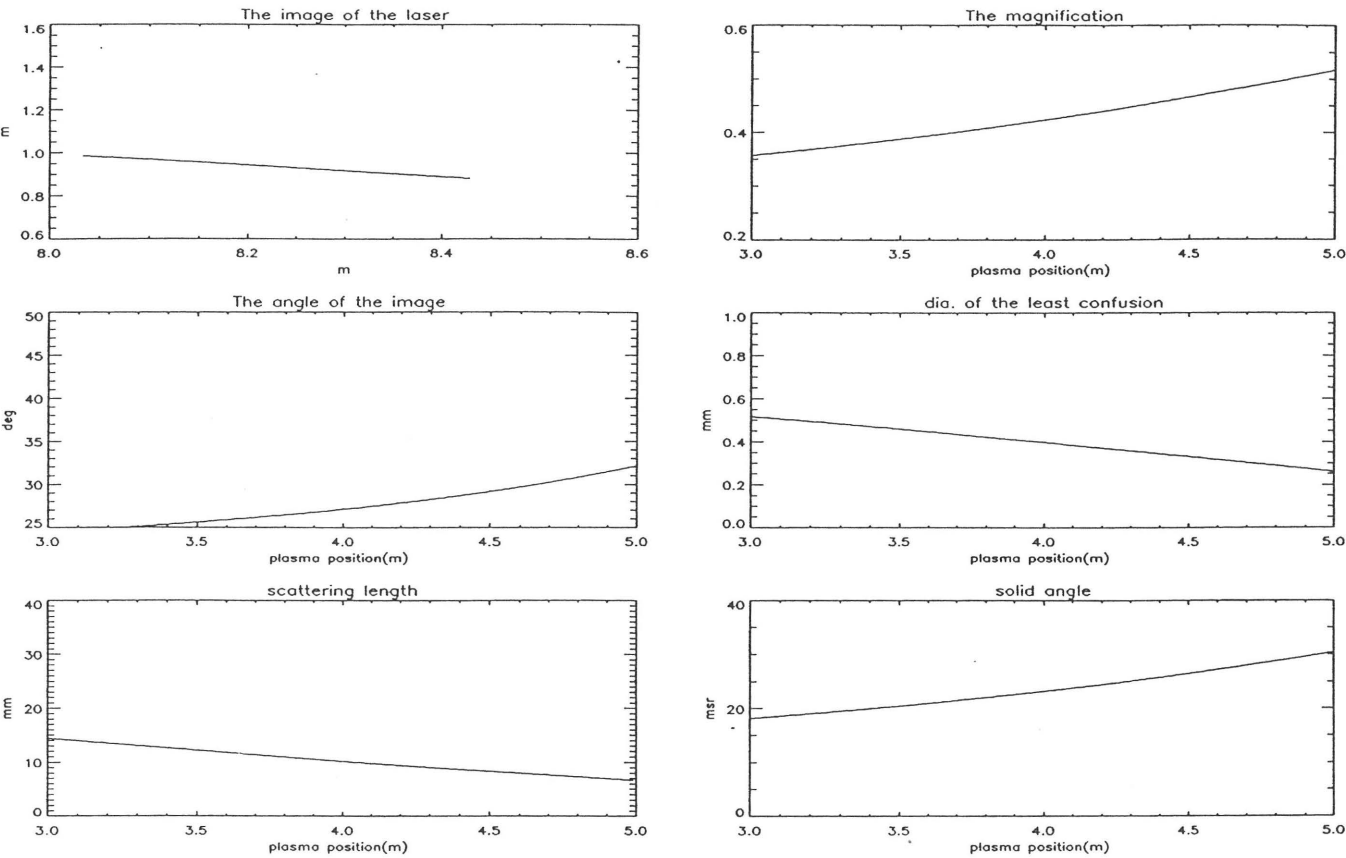 The image of the laser
1.6
1.4
1.2
1.0
0.8
0.6
m
8.0 8.2 8.4 8.6
m
The magnification
0.6
0.4
0.2
3.0 3.5 4.0 4.5 5.0
plasma position(m)
The angle of the image
50
45
40
35
30
25
deg
3.0 3.5 4.0 4.5 5.0
plasma position(m)
dia. of the least confusion
1.0
0.8
0.6
0.4
0.2
0.0
mm
3.0 3.5 4.0 4.5 5.0
plasma position(m)
scattering length
40
30
20
10
0
mm
3.0 3.5 4.0 4.5 5.0
plasma position(m)
solid angle
40
30
20
0
msr
3.0 3.5 4.0 4.5 5.0
plasma position(m)